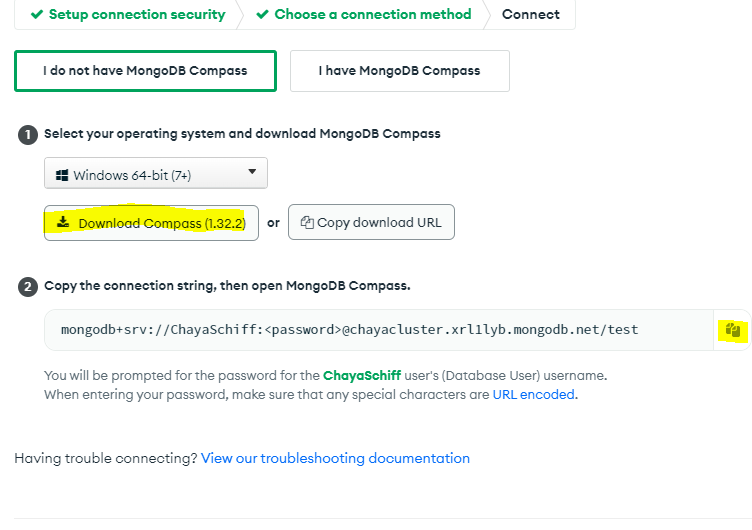 Setup connection security
Choose a connection method
Connect
I do not have MongoDB Compass
I have MongoDB Compass
1 Select your operating system and download MongoDB Compass
Windows 64-bit (7+)
Download Compass (1.32.2) or Copy download URL
2 Copy the connection string, then open MongoDB Compass.
mongodb+srv://ChayaSchiff:<password>@chayacluster.xrl1lyb.mongodb.net/test
You will be prompted for the password for the ChayaSchiff user's (Database User) username.
When entering your password, make sure that any special characters are URL encoded.
Having trouble connecting? View our troubleshooting documentation